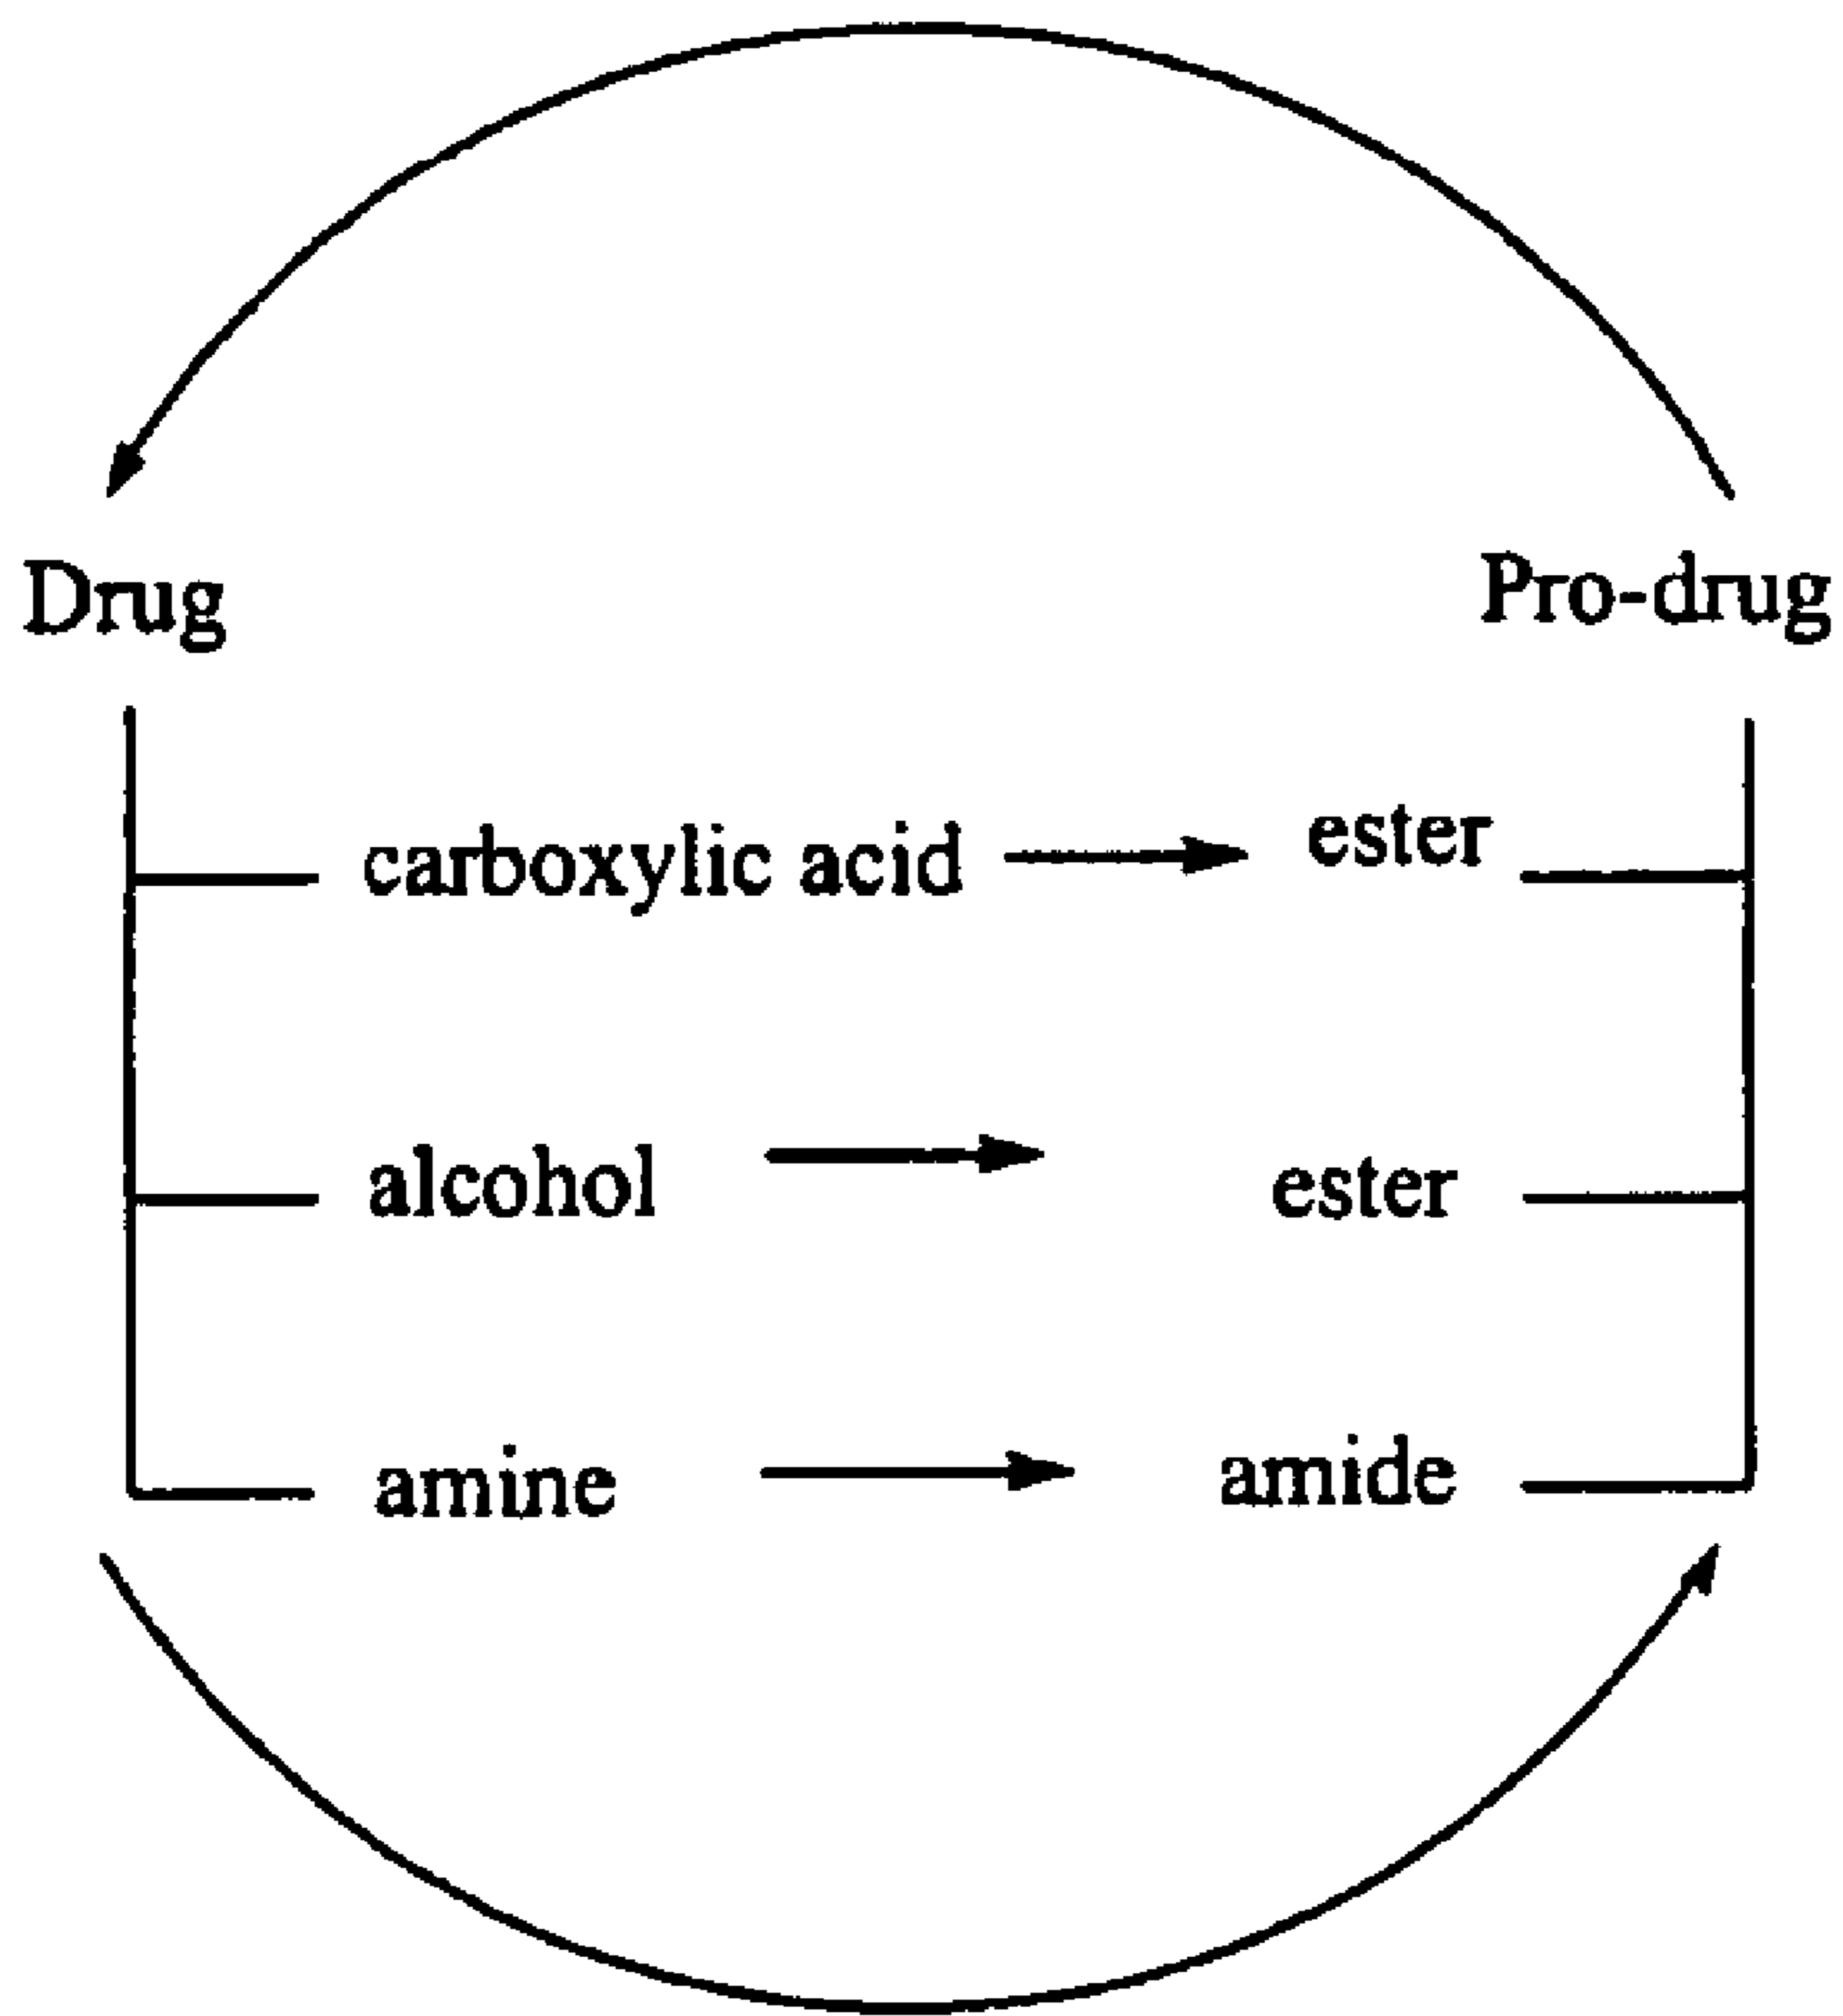 Drug Pro-drug
carboxylic acid ester
alcohol ester
amine amide